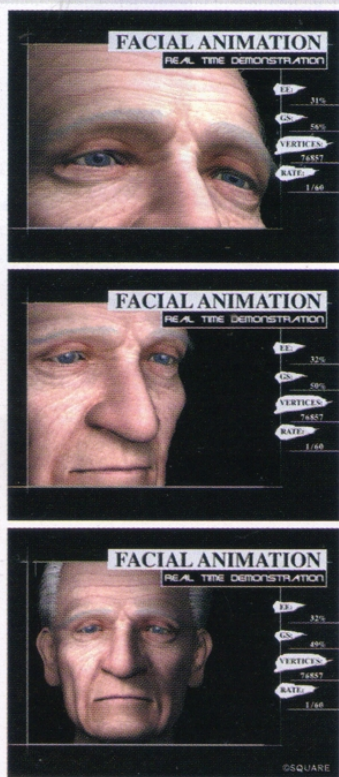 FACIAL ANIMATION
REAL TIME DEMONSTRATION
EE:
31%
GS:
56%
VERTICES:
76857
RATE:
1/60
FACIAL ANIMATION
REAL TIME DEMONSTRATION
EE:
32%
GS:
50%
VERTICES:
76857
RATE:
1/60
FACIAL ANIMATION
REAL TIME DEMONSTRATION
EE:
32%
GS:
49%
VERTICES:
76857
RATE:
1/60
©SQUARE